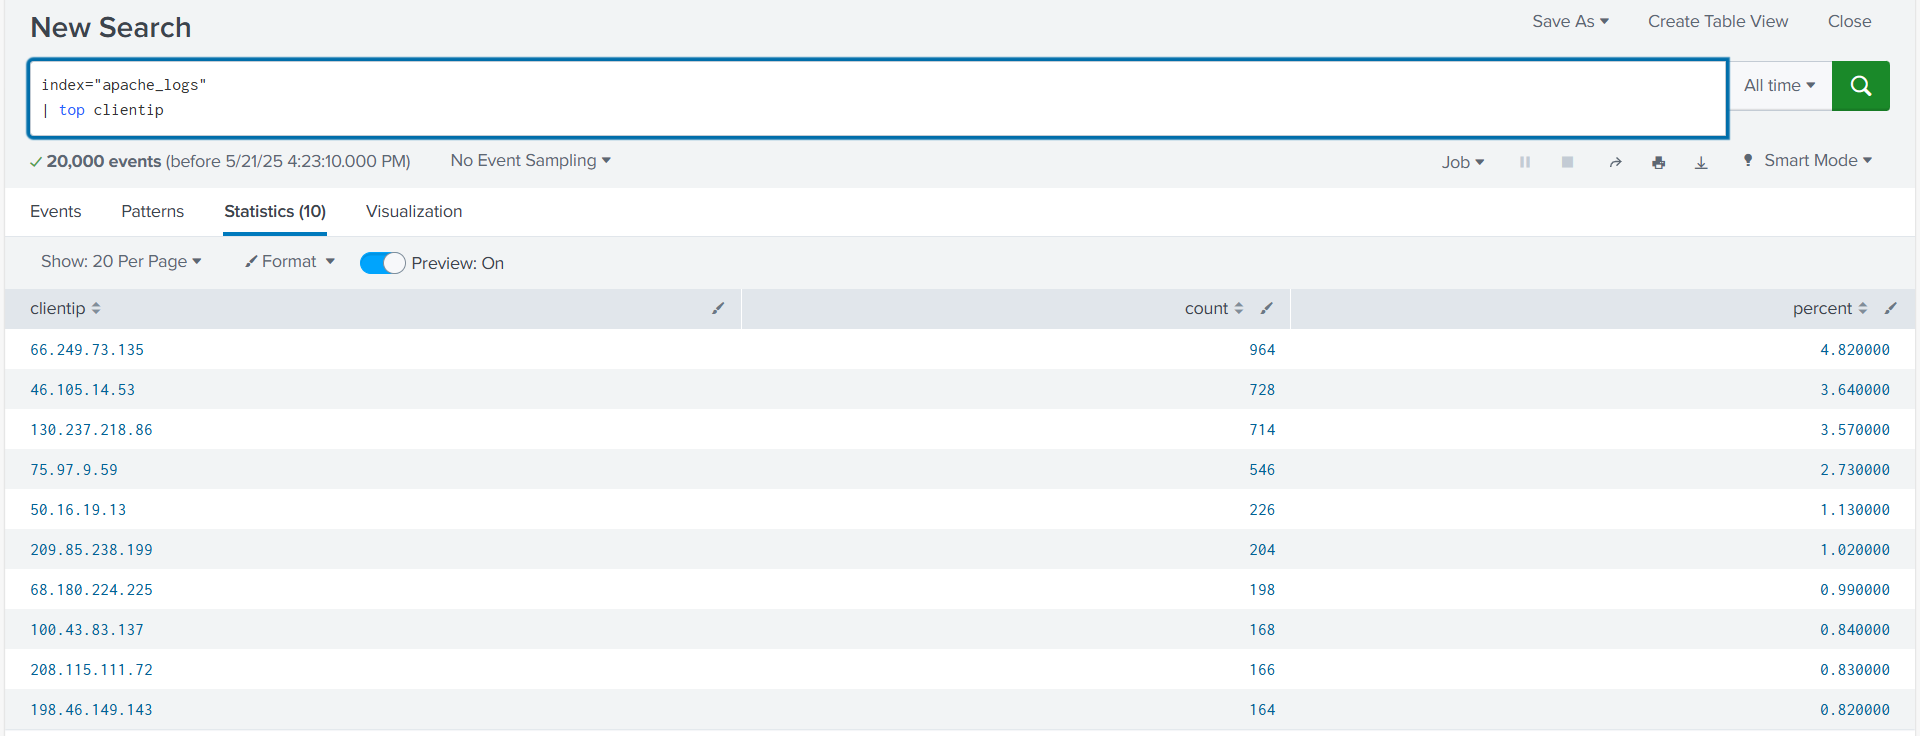 New Search
Save As Create Table View Close
index="apache_logs"
| top clientip
All time
20,000 events (before 5/21/25 4:23:10.000 PM) No Event Sampling
Job Smart Mode
Events Patterns Statistics (10) Visualization
Show: 20 Per Page Format Preview: On
clientip count percent
66.249.73.135 964 4.820000
46.105.14.53 728 3.640000
130.237.218.86 714 3.570000
75.97.9.59 546 2.730000
50.16.19.13 226 1.130000
209.85.238.199 204 1.020000
68.180.224.225 198 0.990000
100.43.83.137 168 0.840000
208.115.111.72 166 0.830000
198.46.149.143 164 0.820000